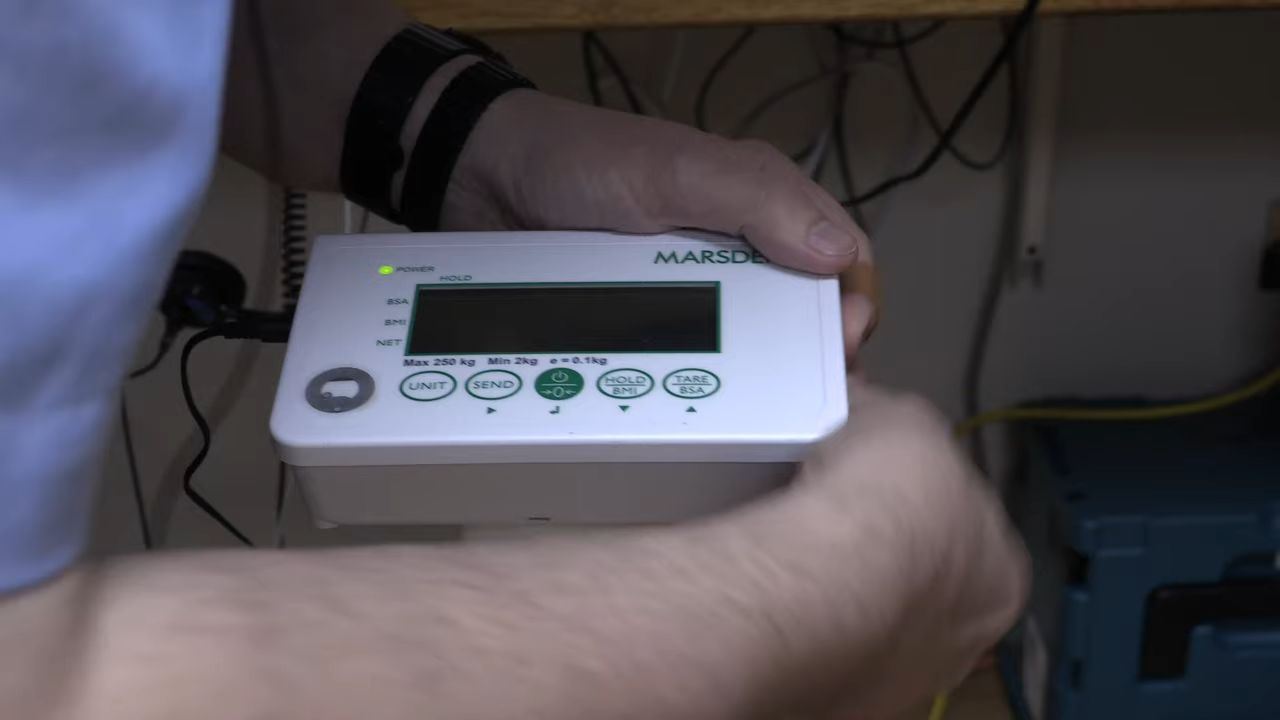 MARSDE
POWER
HOLD
BSA
BMI
NET
Max 250 kg Min 2kg e = 0.1kg
UNIT
SEND
→0←
HOLD
BMI
TARE
BSA